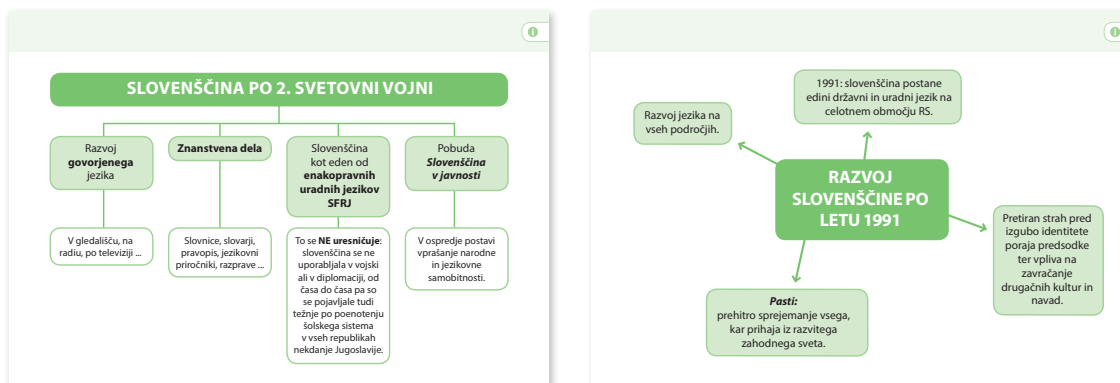 SLOVENŠČINA PO 2. SVETOVNI VOJNI
Razvoj
govorjenega
jezika
Znanstvena dela
Slovenščina
kot eden od
enakopravnih
uradnih jezikov
SFRJ
Pobuda
Slovenščina
v javnosti
V gledališču, na
radiu, po televiziji ...
Slovnice, slovarji,
pravopis, jezikovni
priročniki, razprave ...
To se NE uresničuje:
slovenščina se ne
uporabljala v vojski
ali v diplomaciji, od
časa do časa pa so
se pojavljale tudi
težnje po poenotenju
šolskega sistema
v vseh republikah
nekdanje Jugoslavije.
V ospredje postavi
vprašanje narodne
in jezikovne
samobitnosti.
1991: slovenščina postane
edini državni in uradni jezik na
celotnem območju RS.
Razvoj jezika na
vseh področjih.
RAZVOJ
SLOVENŠČINE PO
LETU 1991
Pretiran strah pred
izgubo identitete
poraja predsodke
ter vpliva na
zavračanje
drugačnih kultur in
navad.
Pasti:
prehitro sprejemanje vsega,
kar prihaja iz razvitega
zahodnega sveta.